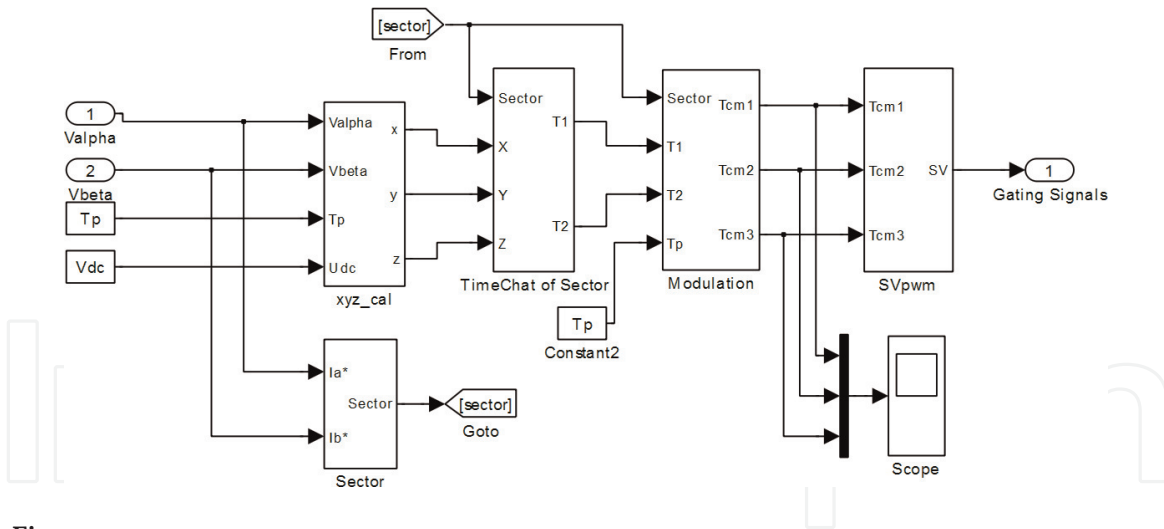 [sector]
From
1
Valpha
2
Vbeta
Tp
Vdc
Valpha
Vbeta
Tp
Udc
x
y
z
xyz_cal
Sector
X
Y
Z
T1
T2
TimeChat of Sector
Sector
T1
T2
Tp
Tcm1
Tcm2
Tcm3
Modulation
Tp
Constant2
Tcm1
Tcm2
Tcm3
SV
SVpwm
1
Gating Signals
Ia*
Ib*
Sector
Sector
[sector]
Goto
Scope